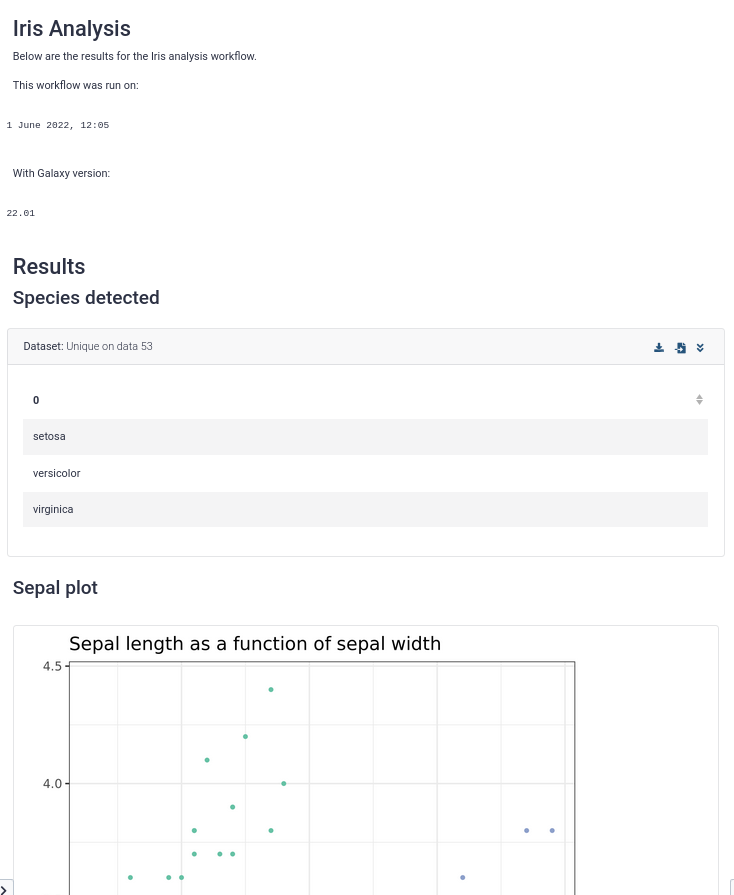 Iris Analysis
Below are the results for the Iris analysis workflow.
This workflow was run on:
1 June 2022, 12:05
With Galaxy version:
22.01
Results
Species detected
Dataset: Unique on data 53
0
setosa
versicolor
virginica
Sepal plot
Sepal length as a function of sepal width
4.5
4.0